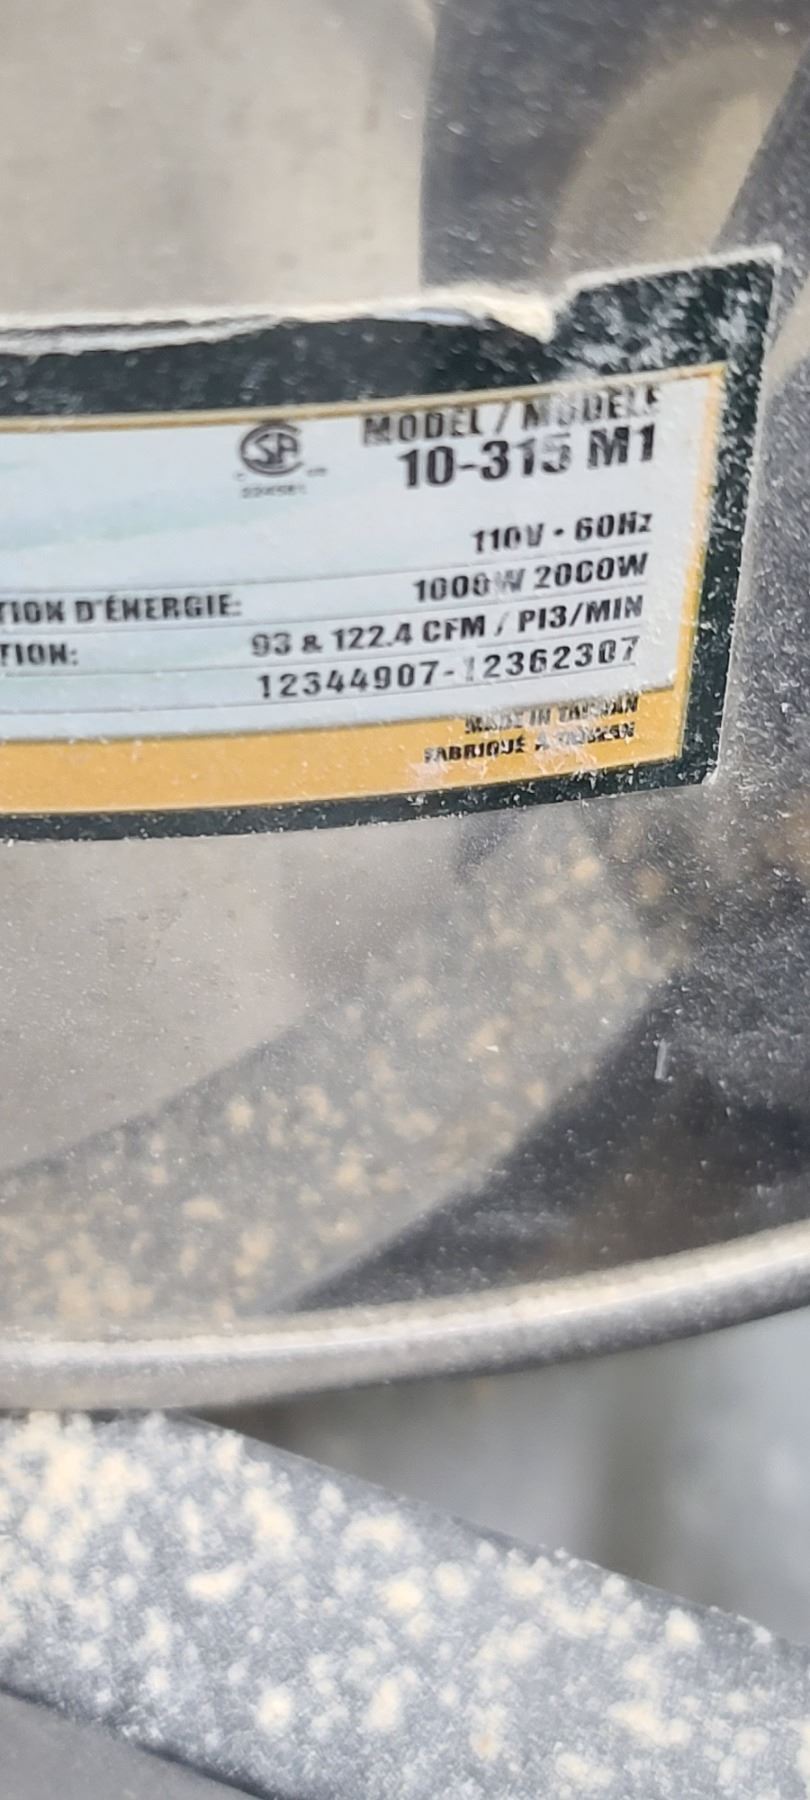 MODEL / MODÈLE
10-315 M1
110V • 60Hz
TION D'ÉNERGIE: 1000W 2000W
TION: 93 & 122.4 CFM / PI3/MIN
12344907-12362307
MADE IN TAIWAN
FABRIQUÉ À TAIWAN